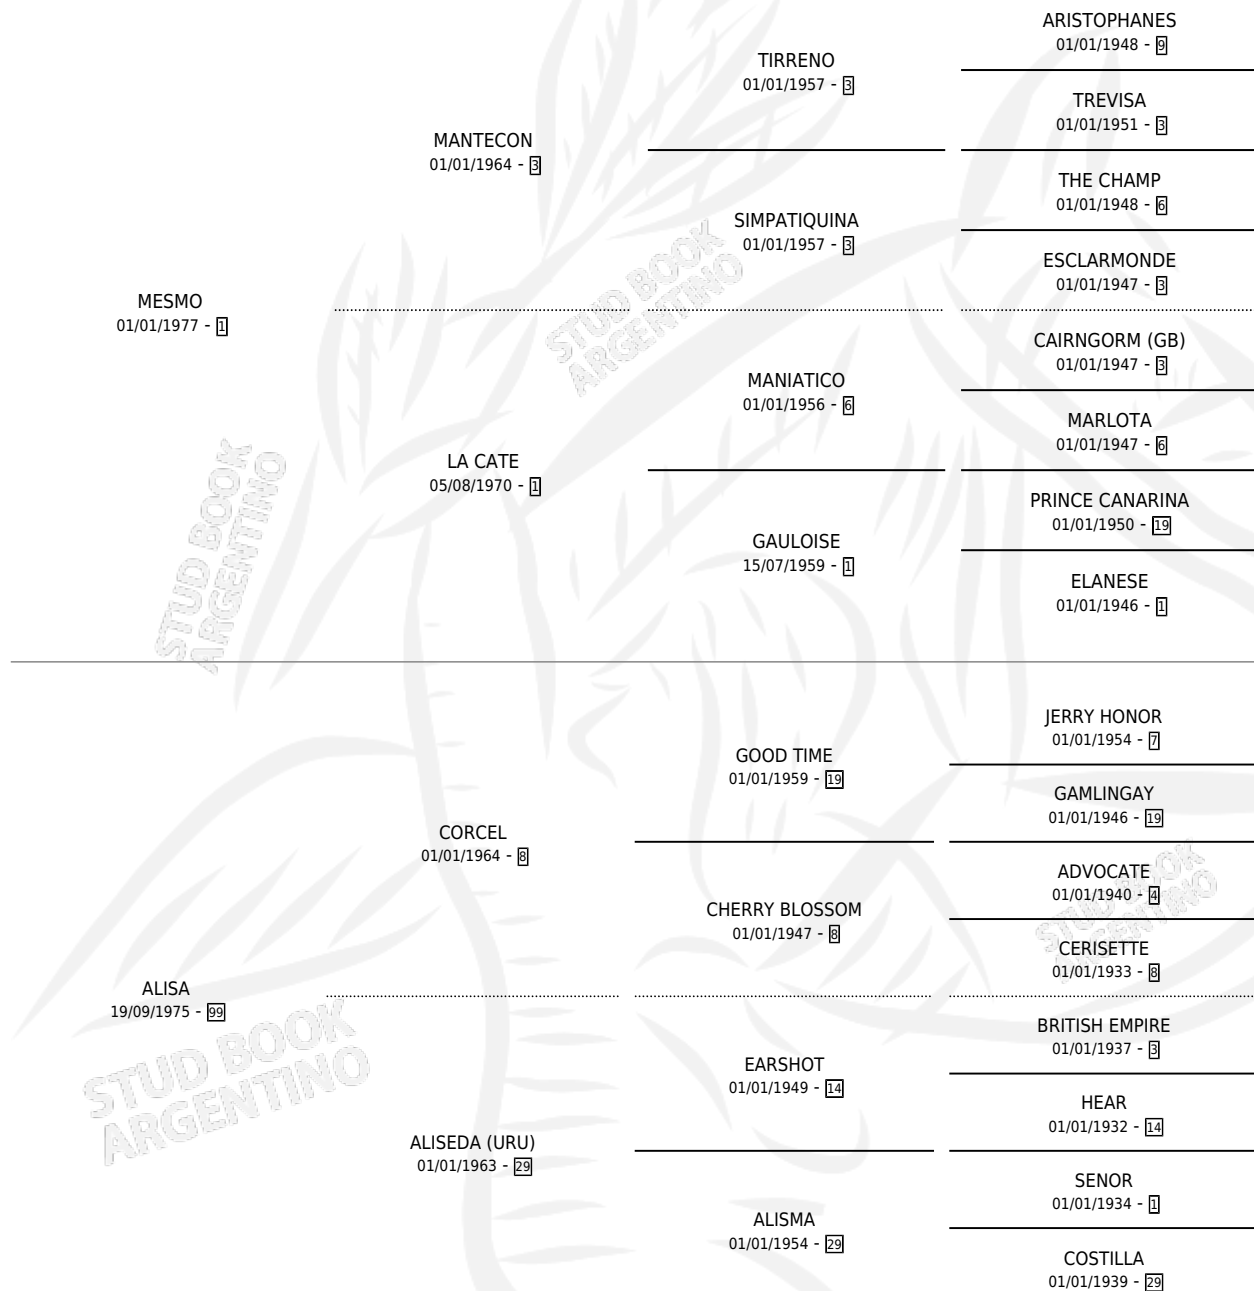 ARISTOPHANES
01/01/1948 - 9
TIRRENO
01/01/1957 - 3
TREVISA
01/01/1951 - 3
MANTECON
01/01/1964 - 3
THE CHAMP
01/01/1948 - 6
SIMPATIQUINA
01/01/1957 - 3
ESCLARMONDE
01/01/1947 - 3
MESMO
01/01/1977 - 1
STUD BOOK
ARGENTINO
CAIRNGORM (GB)
01/01/1947 - 3
MANIATICO
01/01/1956 - 6
MARLOTA
01/01/1947 - 6
LA CATE
05/08/1970 - 1
PRINCE CANARINA
01/01/1950 - 19
GAULOISE
15/07/1959 - 1
ELANESE
01/01/1946 - 1
STUD BOOK
ARGENTINO
JERRY HONOR
01/01/1954 - 7
GOOD TIME
01/01/1959 - 19
GAMLINGAY
01/01/1946 - 19
CORCEL
01/01/1964 - 8
ADVOCATE
01/01/1940 - 4
CHERRY BLOSSOM
01/01/1947 - 8
STUD BOOK
ARGENTINO
CERISETTE
01/01/1933 - 8
ALISA
19/09/1975 - 99
BRITISH EMPIRE
01/01/1937 - 3
EARSHOT
01/01/1949 - 14
HEAR
01/01/1932 - 14
STUD BOOK
ARGENTINO
ALISEDA (URU)
01/01/1963 - 29
SENOR
01/01/1934 - 1
ALISMA
01/01/1954 - 29
COSTILLA
01/01/1939 - 29